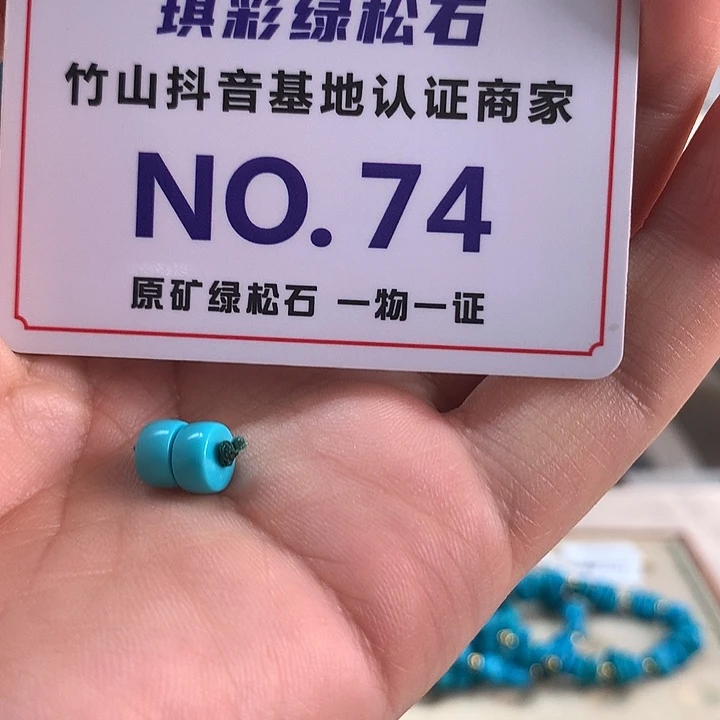 琪彩绿松石
竹山抖音基地认证商家
NO.74
原矿绿松石 一物一证